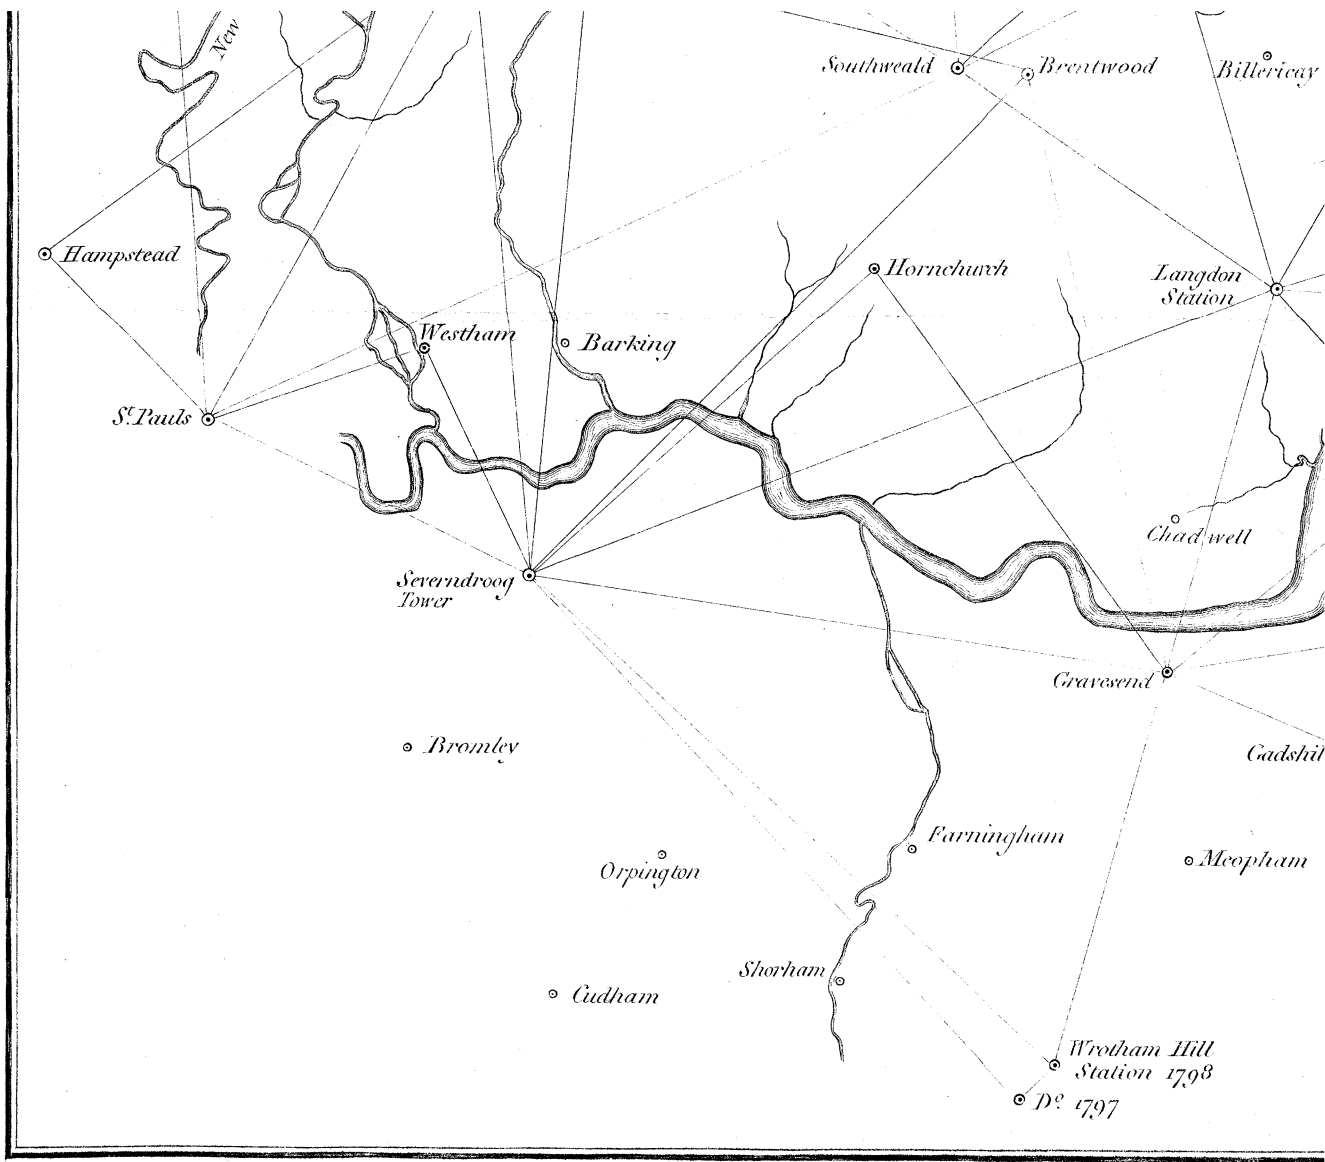 New
Southweald
Brentwood
Billericay
Hampstead
Hornchurch
Langdon
Station
Westham
Barking
St. Pauls
Chadwell
Severndroog
Tower
Gravesend
Bromley
Gadshil
Farningham
Orpington
Meopham
Shorham
Cudham
Wrotham Hill
Station 1798
Do. 1797